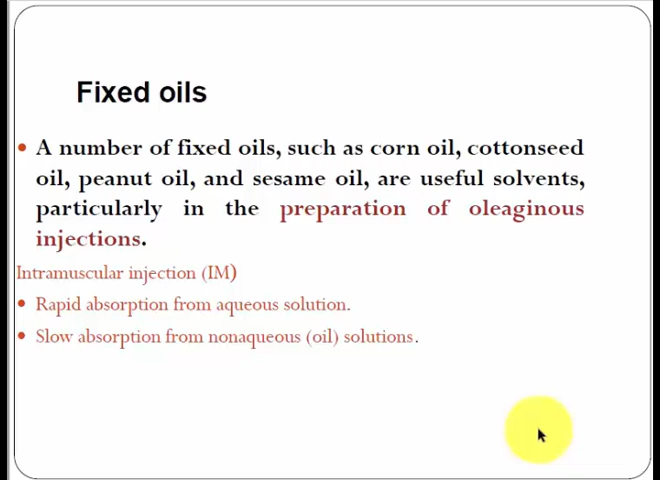 Fixed oils
• A number of fixed oils, such as corn oil, cottonseed
oil, peanut oil, and sesame oil, are useful solvents,
particularly in the preparation of oleaginous
injections.
Intramuscular injection (IM)
• Rapid absorption from aqueous solution.
• Slow absorption from nonaqueous (oil) solutions.